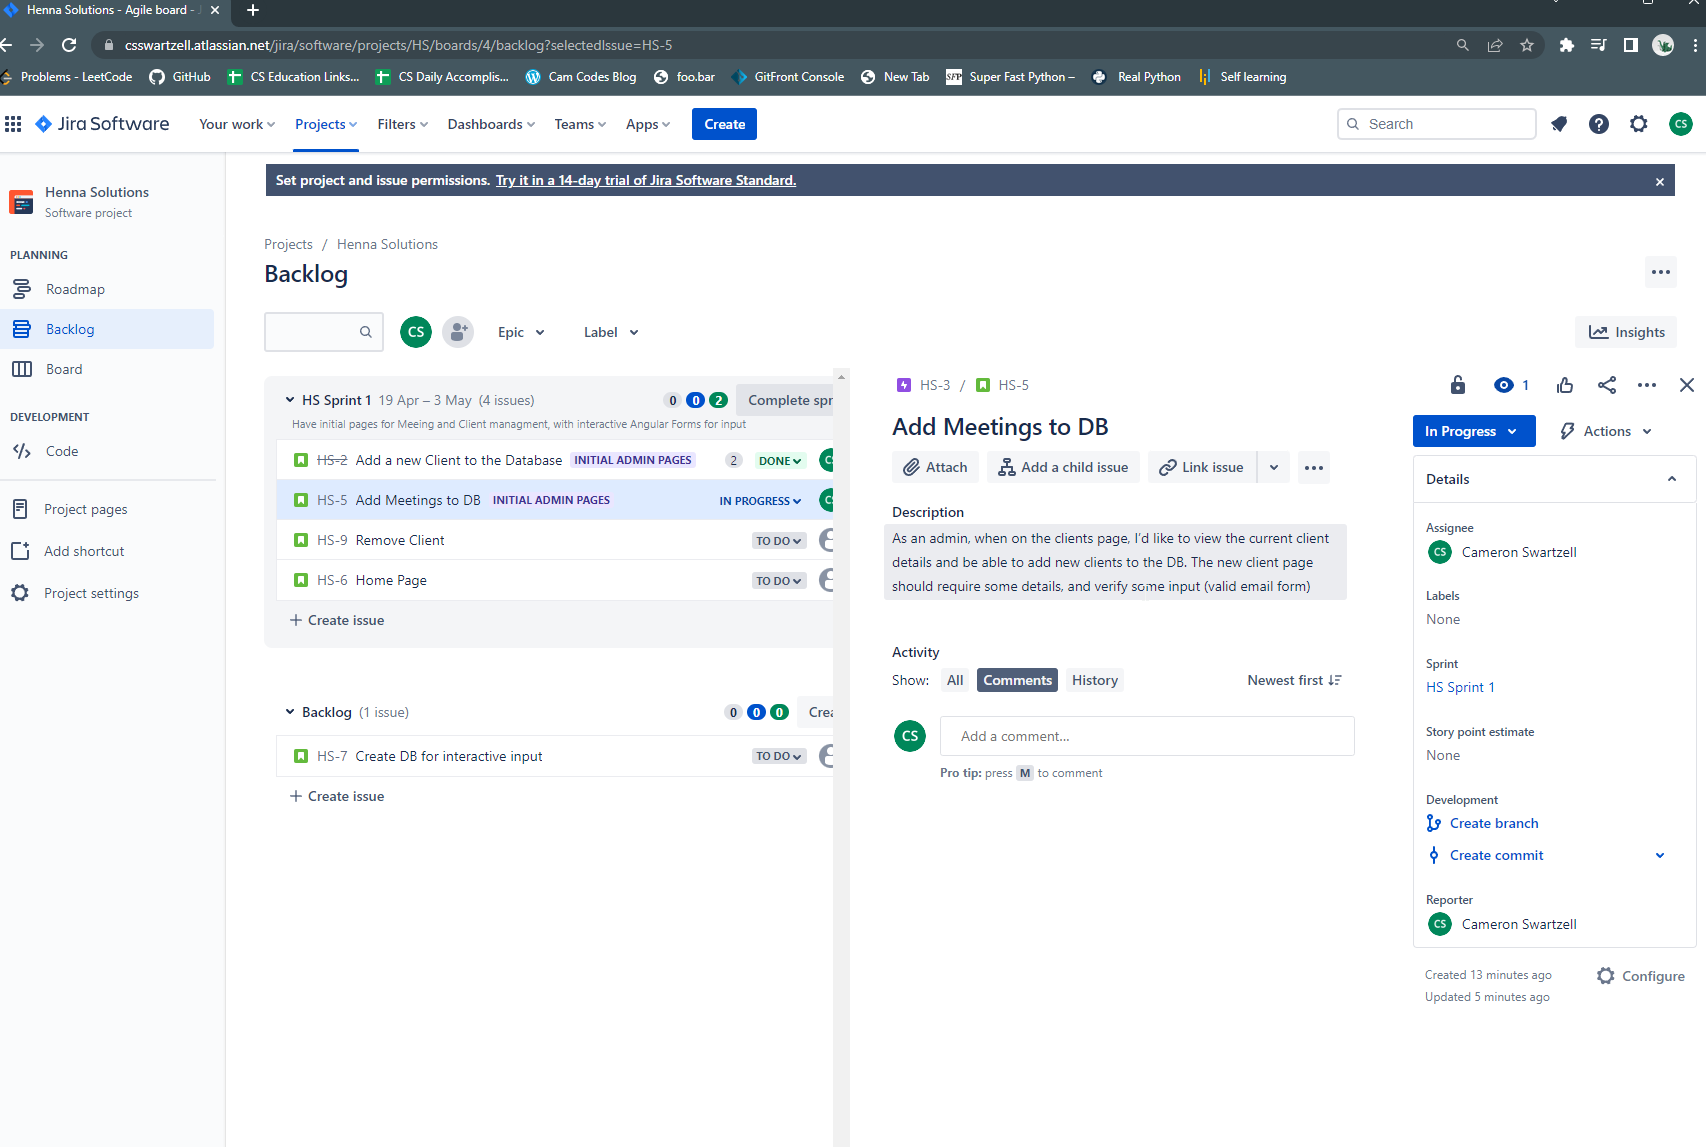 Henna Solutions - Agile board - J
csswartzell.atlassian.net/jira/software/projects/HS/boards/4/backlog?selectedIssue=HS-5
Problems - LeetCode GitHub CS Education Links... CS Daily Accomplis... Cam Codes Blog foo.bar GitFront Console New Tab SFP Super Fast Python – Real Python Self learning
Jira Software Your work Projects Filters Dashboards Teams Apps Create Search CS
Henna Solutions
Software project
PLANNING
Roadmap
Backlog
Board
DEVELOPMENT
Code
Project pages
Add shortcut
Project settings
Set project and issue permissions. Try it in a 14-day trial of Jira Software Standard.
Projects / Henna Solutions
Backlog
CS Epic Label Insights
HS Sprint 1 19 Apr – 3 May (4 issues) 0 0 2 Complete spr
Have initial pages for Meeing and Client managment, with interactive Angular Forms for input
HS-2 Add a new Client to the Database INITIAL ADMIN PAGES 2 DONE CS
HS-5 Add Meetings to DB INITIAL ADMIN PAGES IN PROGRESS CS
HS-9 Remove Client TO DO
HS-6 Home Page TO DO
+ Create issue
Backlog (1 issue) 0 0 0 Crea
HS-7 Create DB for interactive input TO DO
+ Create issue
HS-3 / HS-5 1
Add Meetings to DB
Attach Add a child issue Link issue
Description
As an admin, when on the clients page, I'd like to view the current client
details and be able to add new clients to the DB. The new client page
should require some details, and verify some input (valid email form)
Activity
Show: All Comments History Newest first
CS Add a comment...
Pro tip: press M to comment
In Progress Actions
Details
Assignee
CS Cameron Swartzell
Labels
None
Sprint
HS Sprint 1
Story point estimate
None
Development
Create branch
Create commit
Reporter
CS Cameron Swartzell
Created 13 minutes ago Configure
Updated 5 minutes ago